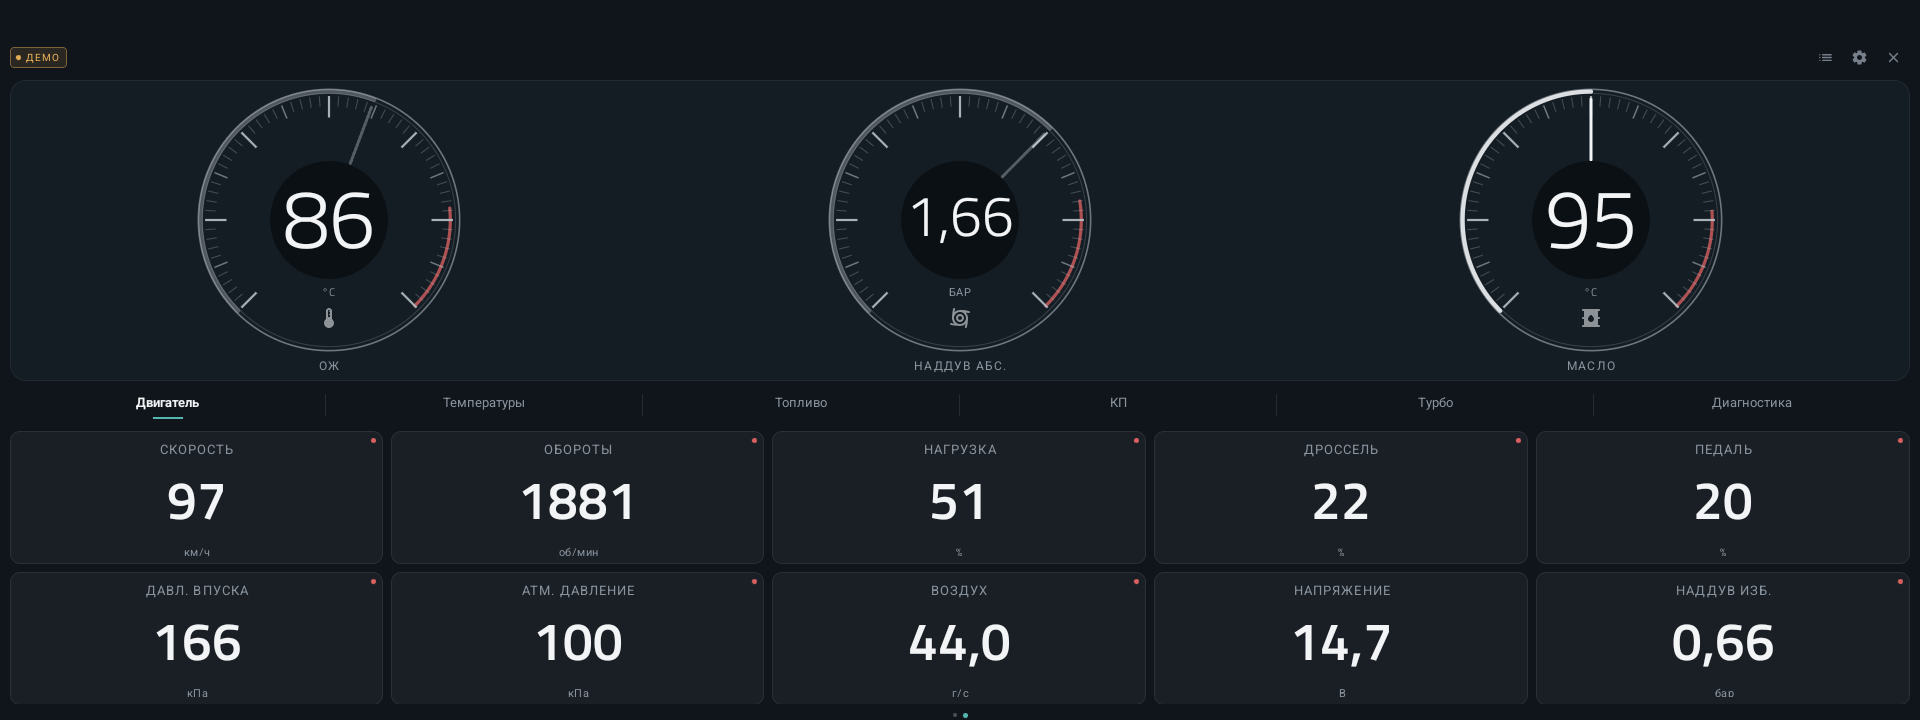 ДЕМО
86
°C
ОЖ
1,66
БАР
НАДДУВ АБС.
95
°C
МАСЛО
Двигатель
Температуры
Топливо
КП
Турбо
Диагностика
СКОРОСТЬ
97
км/ч
ОБОРОТЫ
1881
об/мин
НАГРУЗКА
51
%
ДРОССЕЛЬ
22
%
ПЕДАЛЬ
20
%
ДАВЛ. ВПУСКА
166
кПа
АТМ. ДАВЛЕНИЕ
100
кПа
ВОЗДУХ
44,0
г/с
НАПРЯЖЕНИЕ
14,7
В
НАДДУВ ИЗБ.
0,66
бар